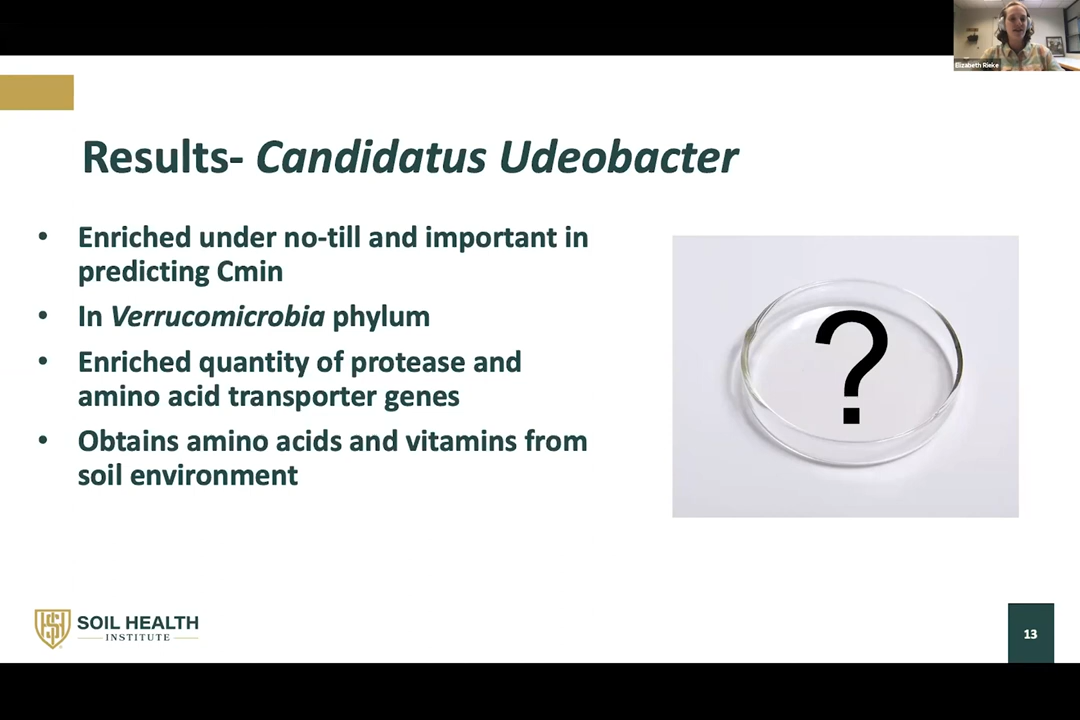 Elizabeth Rieke
Results- Candidatus Udeobacter
• Enriched under no-till and important in
predicting Cmin
• In Verrucomicrobia phylum
• Enriched quantity of protease and
amino acid transporter genes
• Obtains amino acids and vitamins from
soil environment
?
SOIL HEALTH
INSTITUTE
13